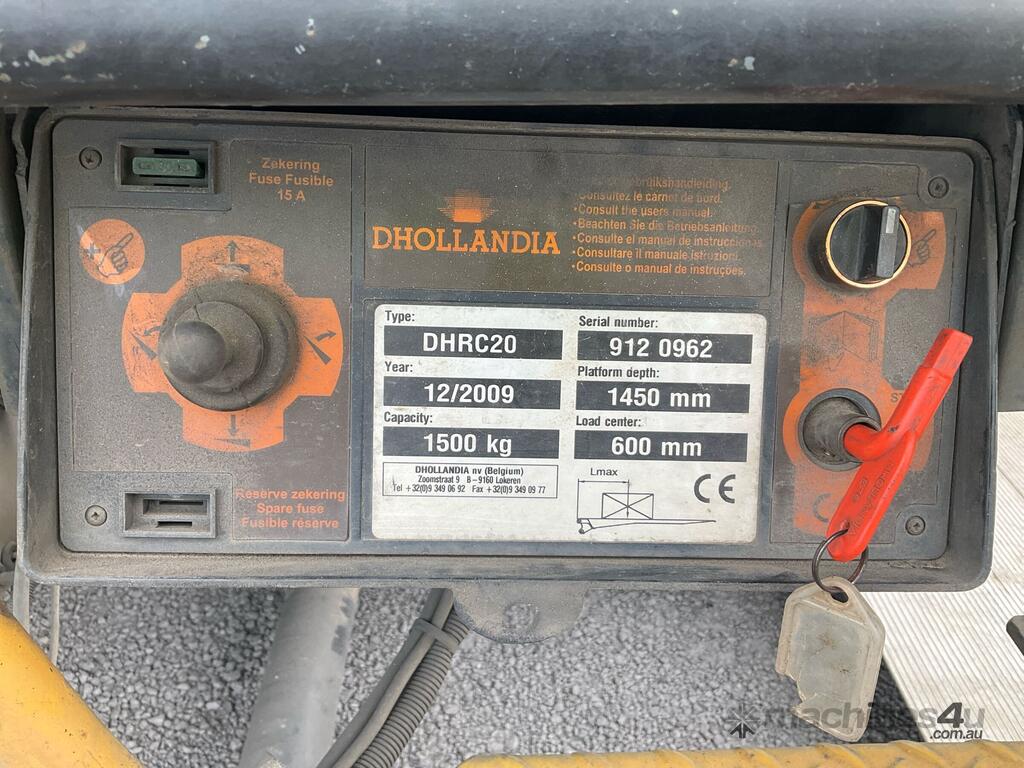 30
Zekering
Fuse Fusible
15 A
DHOLLANDIA
gebruikshandleiding.
•Consultez le carnet de bord.
•Consult the users manual.
•Beachten Sie die Betriebsanleitung.
•Consulte el manual de instrucciones.
•Consultare il manuale istruzioni.
•Consulte o manual de instruções.
Type:
DHRC20
Serial number:
912 0962
Year:
12/2009
Platform depth:
1450 mm
Capacity:
1500 kg
Load center:
600 mm
DHOLLANDIA nv (Belgium)
Zoomstraat 9 B-9160 Lokeren
Tel +32(0)9 349 06 92 Fax +32(0)9 349 09 77
Lmax
CE
Reserve zekering
Spare fuse
Fusible réserve
machines4u
.com.au